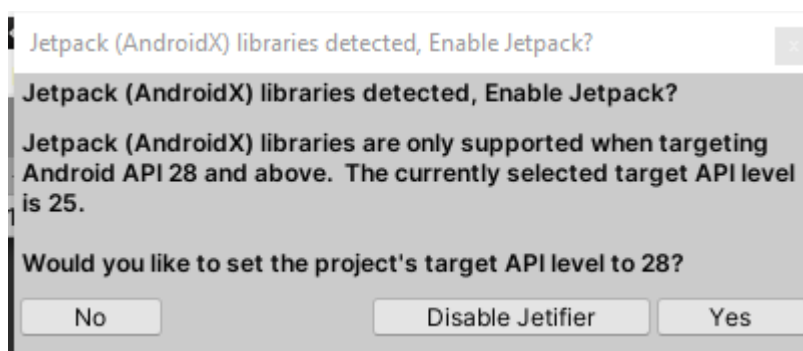 Jetpack (AndroidX) libraries detected, Enable Jetpack?
x
Jetpack (AndroidX) libraries detected, Enable Jetpack?
Jetpack (AndroidX) libraries are only supported when targeting
Android API 28 and above. The currently selected target API level
is 25.
Would you like to set the project's target API level to 28?
No
Disable Jetifier
Yes